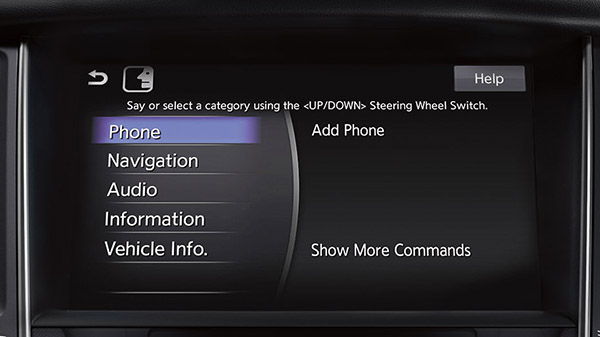 Help
Say or select a category using the <UP/DOWN> Steering Wheel Switch.
Phone
Add Phone
Navigation
Audio
Information
Vehicle Info.
Show More Commands